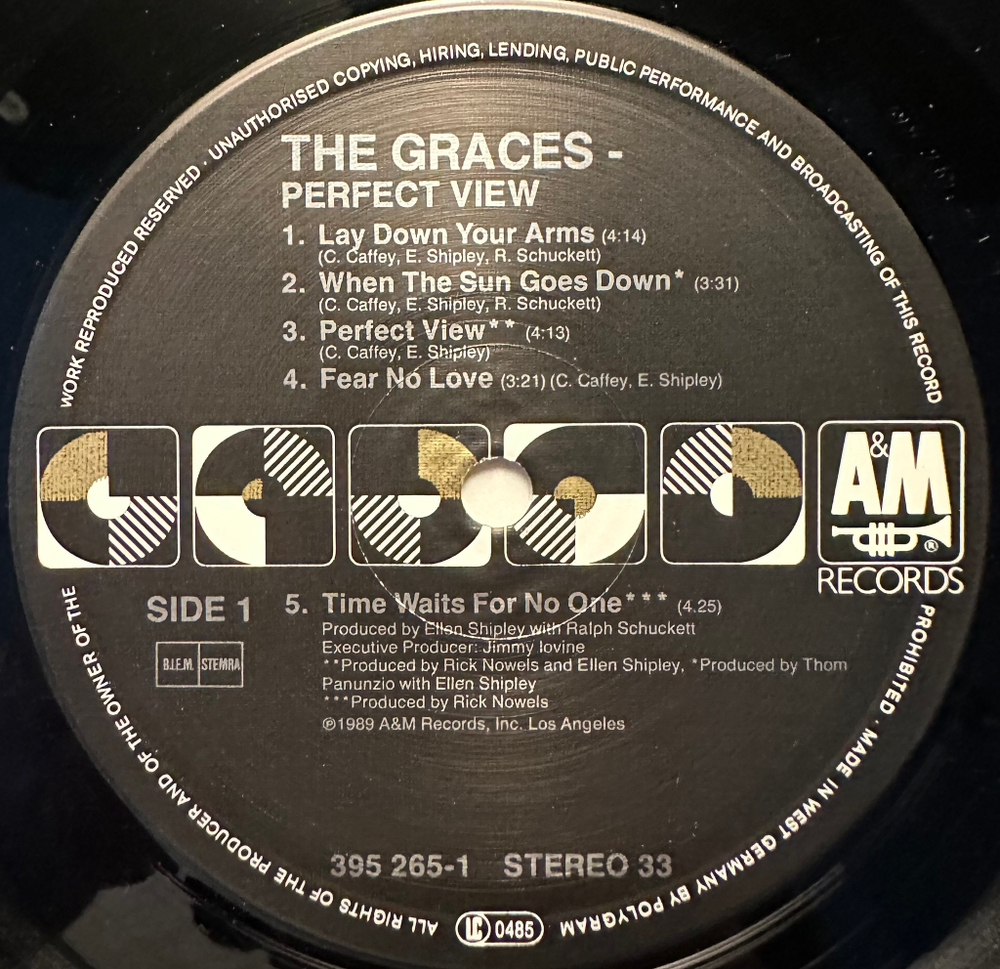 THE GRACES -
PERFECT VIEW
1. Lay Down Your Arms (4:14)
(C. Caffey, E. Shipley, R. Schuckett)
2. When The Sun Goes Down* (3:31)
(C. Caffey, E. Shipley, R. Schuckett)
3. Perfect View** (4:13)
(C. Caffey, E. Shipley)
4. Fear No Love (3:21) (C. Caffey, E. Shipley)
A&M
®
RECORDS
SIDE 1
B.I.E.M. STEMRA
5. Time Waits For No One*** (4.25)
Produced by Ellen Shipley with Ralph Schuckett
Executive Producer: Jimmy Iovine
**Produced by Rick Nowels and Ellen Shipley, *Produced by Thom
Panunzio with Ellen Shipley
***Produced by Rick Nowels
℗1989 A&M Records, Inc. Los Angeles
395 265-1 STEREO 33
LC 0485
ALL RIGHTS OF THE PRODUCER AND OF THE OWNER OF THE
WORK REPRODUCED RESERVED · UNAUTHORISED COPYING, HIRING, LENDING, PUBLIC PERFORMANCE AND BROADCASTING OF THIS RECORD
PROHIBITED · MADE IN WEST GERMANY BY POLYGRAM